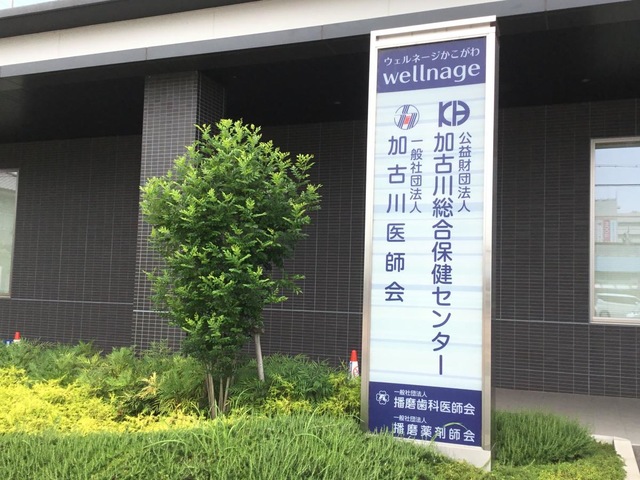 ウェルネージかこがわ
wellnage
KH
公益財団法人
加古川総合保健センター
一般社団法人
加古川医師会
一般社団法人
播磨歯科医師会
一般社団法人
播磨薬剤師会